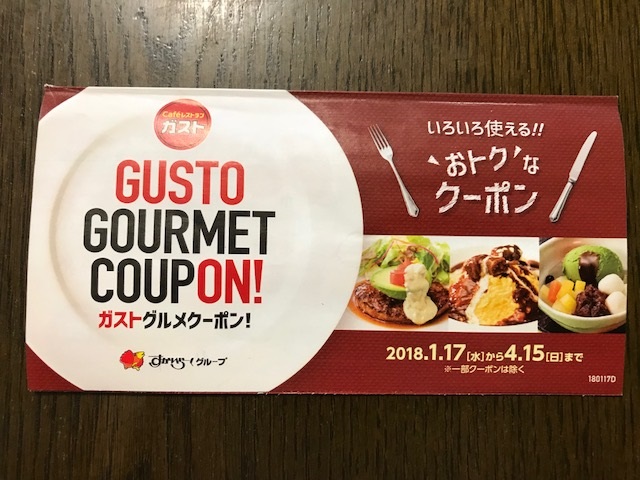 Caféレストラン
ガスト
GUSTO
GOURMET
COUPON!
ガストグルメクーポン!
すかいらーくグループ
いろいろ使える!!
おトクな
クーポン
2018.1.17[水]から4.15[日]まで
※一部クーポンは除く
180117D